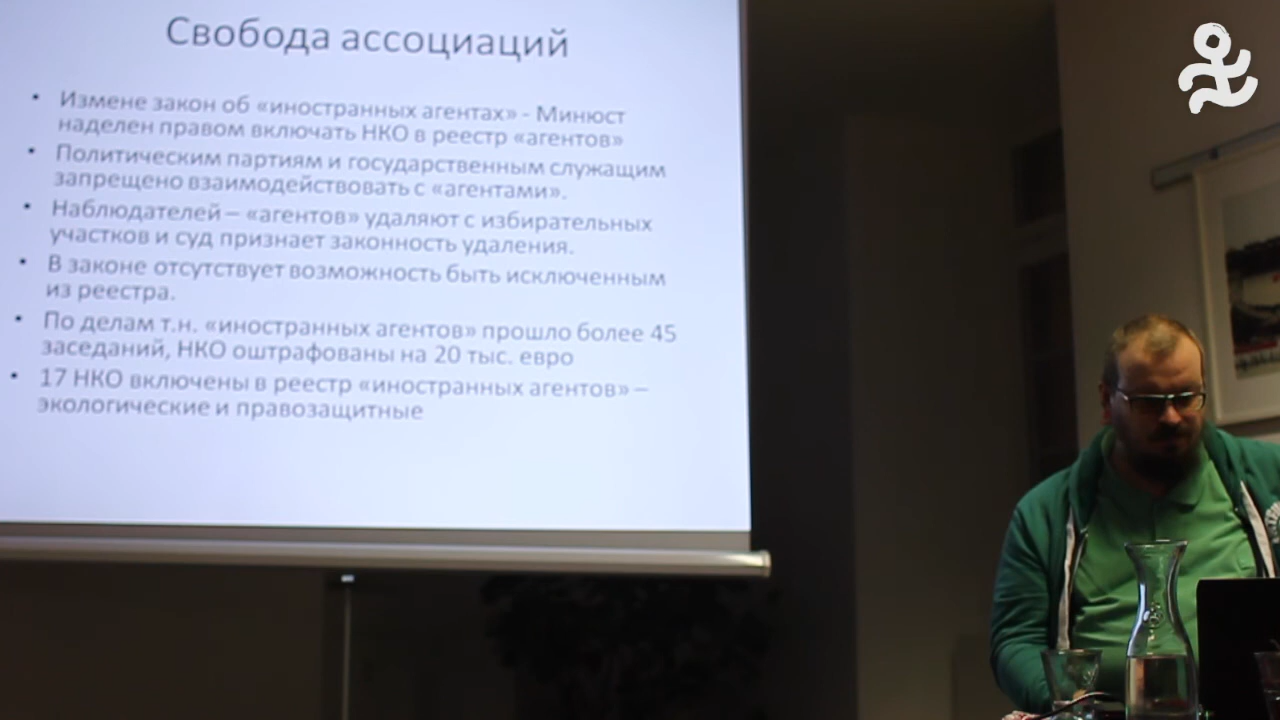 Свобода ассоциаций
• Измене закон об «иностранных агентах» - Минюст
наделен правом включать НКО в реестр «агентов»
• Политическим партиям и государственным служащим
запрещено взаимодействовать с «агентами».
• Наблюдателей – «агентов» удаляют с избирательных
участков и суд признает законность удаления.
• В законе отсутствует возможность быть исключенным
из реестра.
• По делам т.н. «иностранных агентов» прошло более 45
заседаний, НКО оштрафованы на 20 тыс. евро
• 17 НКО включены в реестр «иностранных агентов» –
экологические и правозащитные